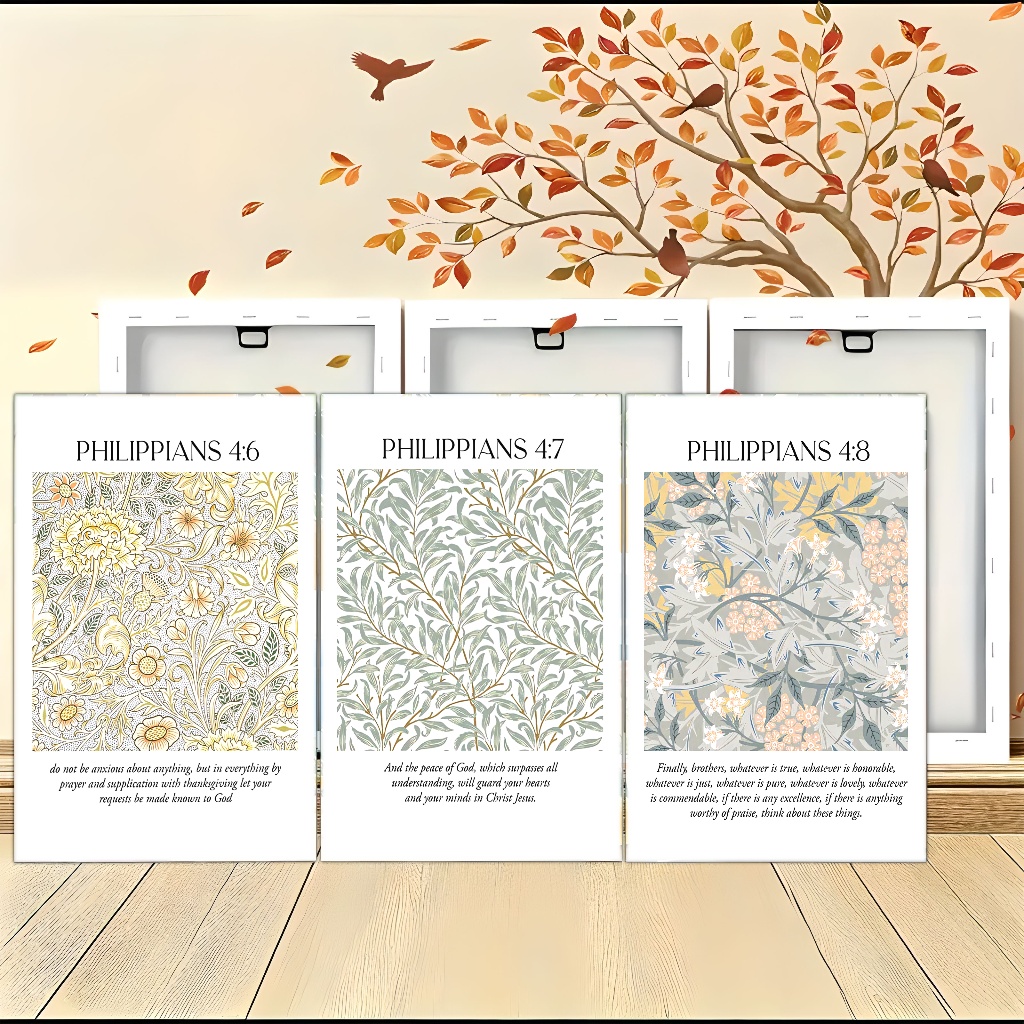 PHILIPPIANS 4:6
do not be anxious about anything, but in everything by
prayer and supplication with thanksgiving let your
requests be made known to God
PHILIPPIANS 4:7
And the peace of God, which surpasses all
understanding, will guard your hearts
and your minds in Christ Jesus.
PHILIPPIANS 4:8
Finally, brothers, whatever is true, whatever is honorable,
whatever is just, whatever is pure, whatever is lovely, whatever
is commendable, if there is any excellence, if there is anything
worthy of praise, think about these things.